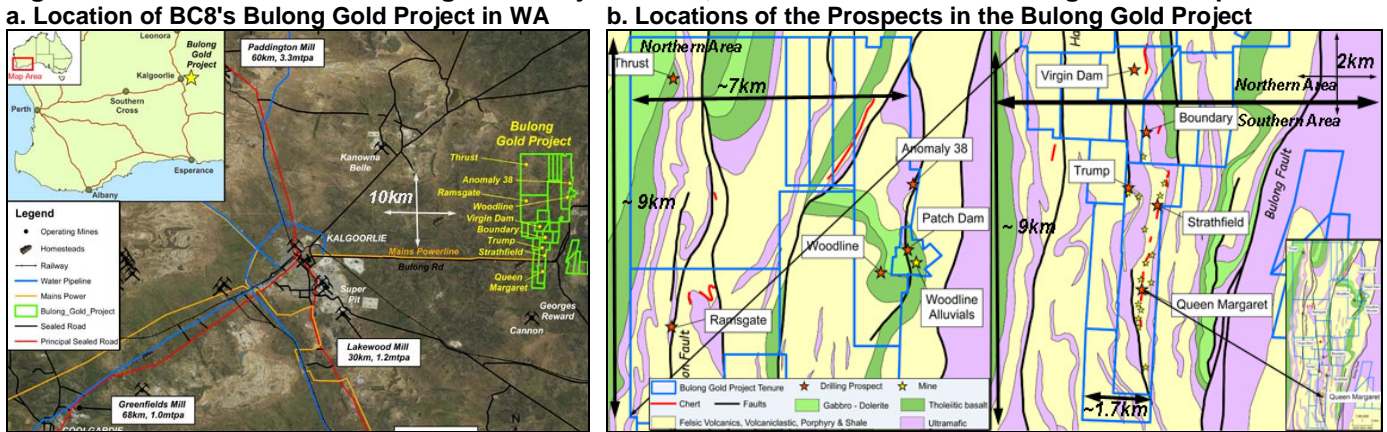 a. Location of BC8's Bulong Gold Project in WA
b. Locations of the Prospects in the Bulong Gold Project
Leonora
Bulong
Gold
Project
Map Area
Kalgoorlie
Perth
Southern
Cross
Esperance
Albany
Legend
Operating Mines
Homesteads
Railway
Water Pipeline
Mains Power
Bulong_Gold_Project
Sealed Road
Principal Sealed Road
Paddington Mill
60km, 3.3mtpa
Kanowna
Belle
10km
KALGOORLIE
Mains Powerline
Bulong Rd
Super
Pit
Lakewood Mill
30km, 1.2mtpa
Greenfields Mill
68km, 1.0mtpa
COOLGARDIE
Bulong
Gold Project
Thrust
Anomaly 38
Ramsgate
Woodline
Virgin Dam
Boundary
Trump
Strathfield
Queen
Margaret
Georges
Reward
Cannon
N
Northern Area
Thrust
~7km
~ 9km
Anomaly 38
Patch Dam
Woodline
Woodline
Alluvials
Ramsgate
on Fault
Bulong Gold Project Tenure
Drilling Prospect
Mine
Chert
Faults
Gabbro - Dolerite
Tholeiitic basalt
Felsic Volcanics, Volcaniclastic, Porphyry & Shale
Ultramafic
Virgin Dam
2km
Northern Area
Southern Area
Boundary
Trump
Strathfield
Bulong Fault
~ 9km
Queen Margaret
~1.7km
Queen Margaret